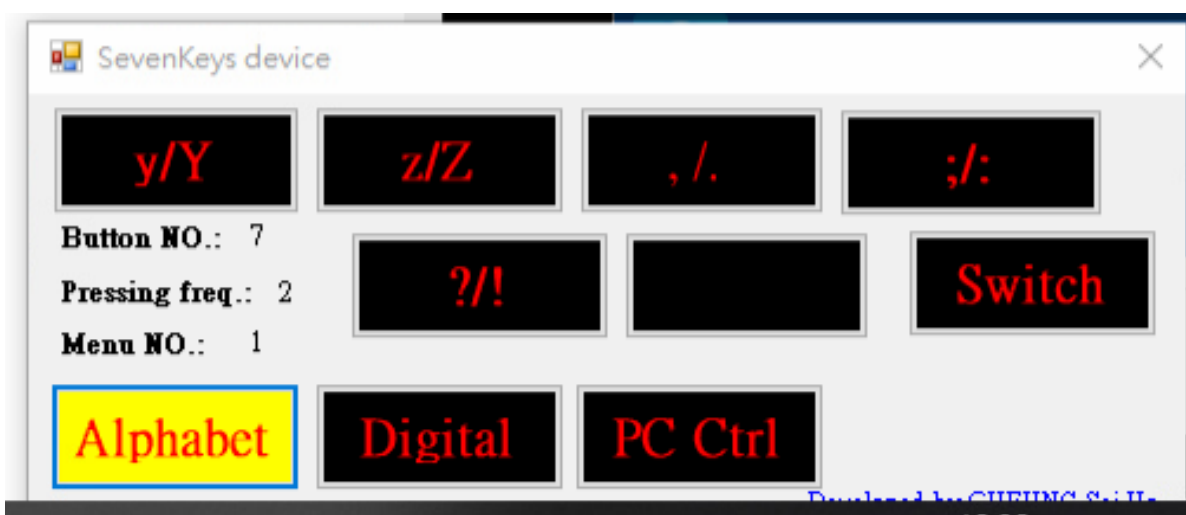 SevenKeys device
y/Y z/Z , /. ;/:
Button NO.: 7
?/! Switch
Pressing freq.: 2
Menu NO.: 1
Alphabet Digital PC Ctrl